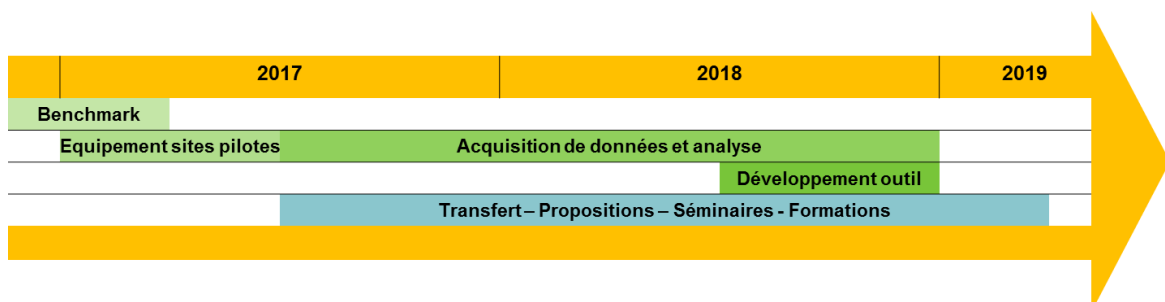 2017 2018 2019
Benchmark
Equipement sites pilotes Acquisition de données et analyse
Développement outil
Transfert – Propositions – Séminaires - Formations